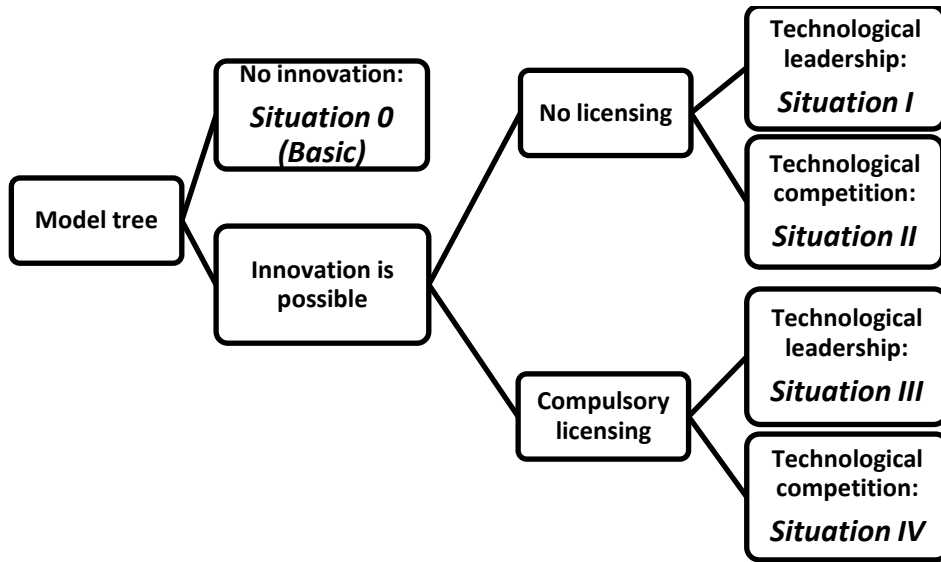 Model tree
No innovation:
Situation 0
(Basic)
Innovation is
possible
No licensing
Compulsory
licensing
Technological
leadership:
Situation I
Technological
competition:
Situation II
Technological
leadership:
Situation III
Technological
competition:
Situation IV